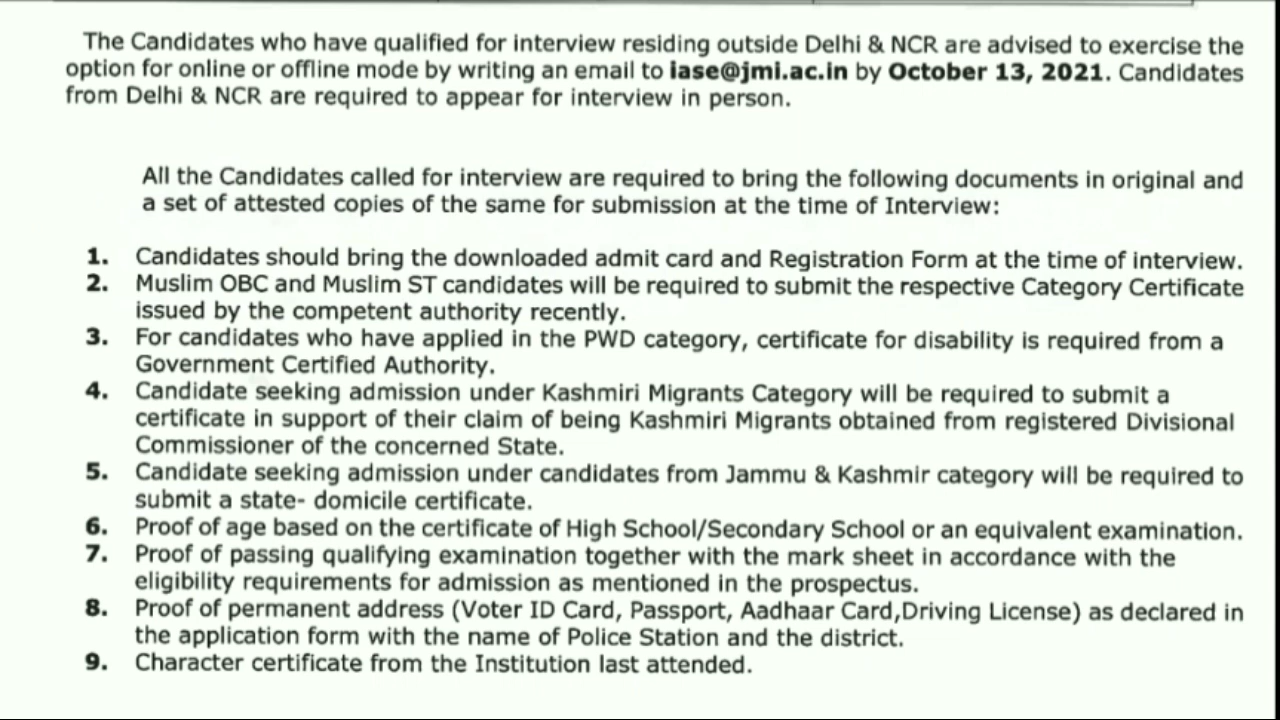 The Candidates who have qualified for interview residing outside Delhi & NCR are advised to exercise the
option for online or offline mode by writing an email to iase@jmi.ac.in by October 13, 2021. Candidates
from Delhi & NCR are required to appear for interview in person.
All the Candidates called for interview are required to bring the following documents in original and
a set of attested copies of the same for submission at the time of Interview:
1. Candidates should bring the downloaded admit card and Registration Form at the time of interview.
2. Muslim OBC and Muslim ST candidates will be required to submit the respective Category Certificate
issued by the competent authority recently.
3. For candidates who have applied in the PWD category, certificate for disability is required from a
Government Certified Authority.
4. Candidate seeking admission under Kashmiri Migrants Category will be required to submit a
certificate in support of their claim of being Kashmiri Migrants obtained from registered Divisional
Commissioner of the concerned State.
5. Candidate seeking admission under candidates from Jammu & Kashmir category will be required to
submit a state- domicile certificate.
6. Proof of age based on the certificate of High School/Secondary School or an equivalent examination.
7. Proof of passing qualifying examination together with the mark sheet in accordance with the
eligibility requirements for admission as mentioned in the prospectus.
8. Proof of permanent address (Voter ID Card, Passport, Aadhaar Card,Driving License) as declared in
the application form with the name of Police Station and the district.
9. Character certificate from the Institution last attended.